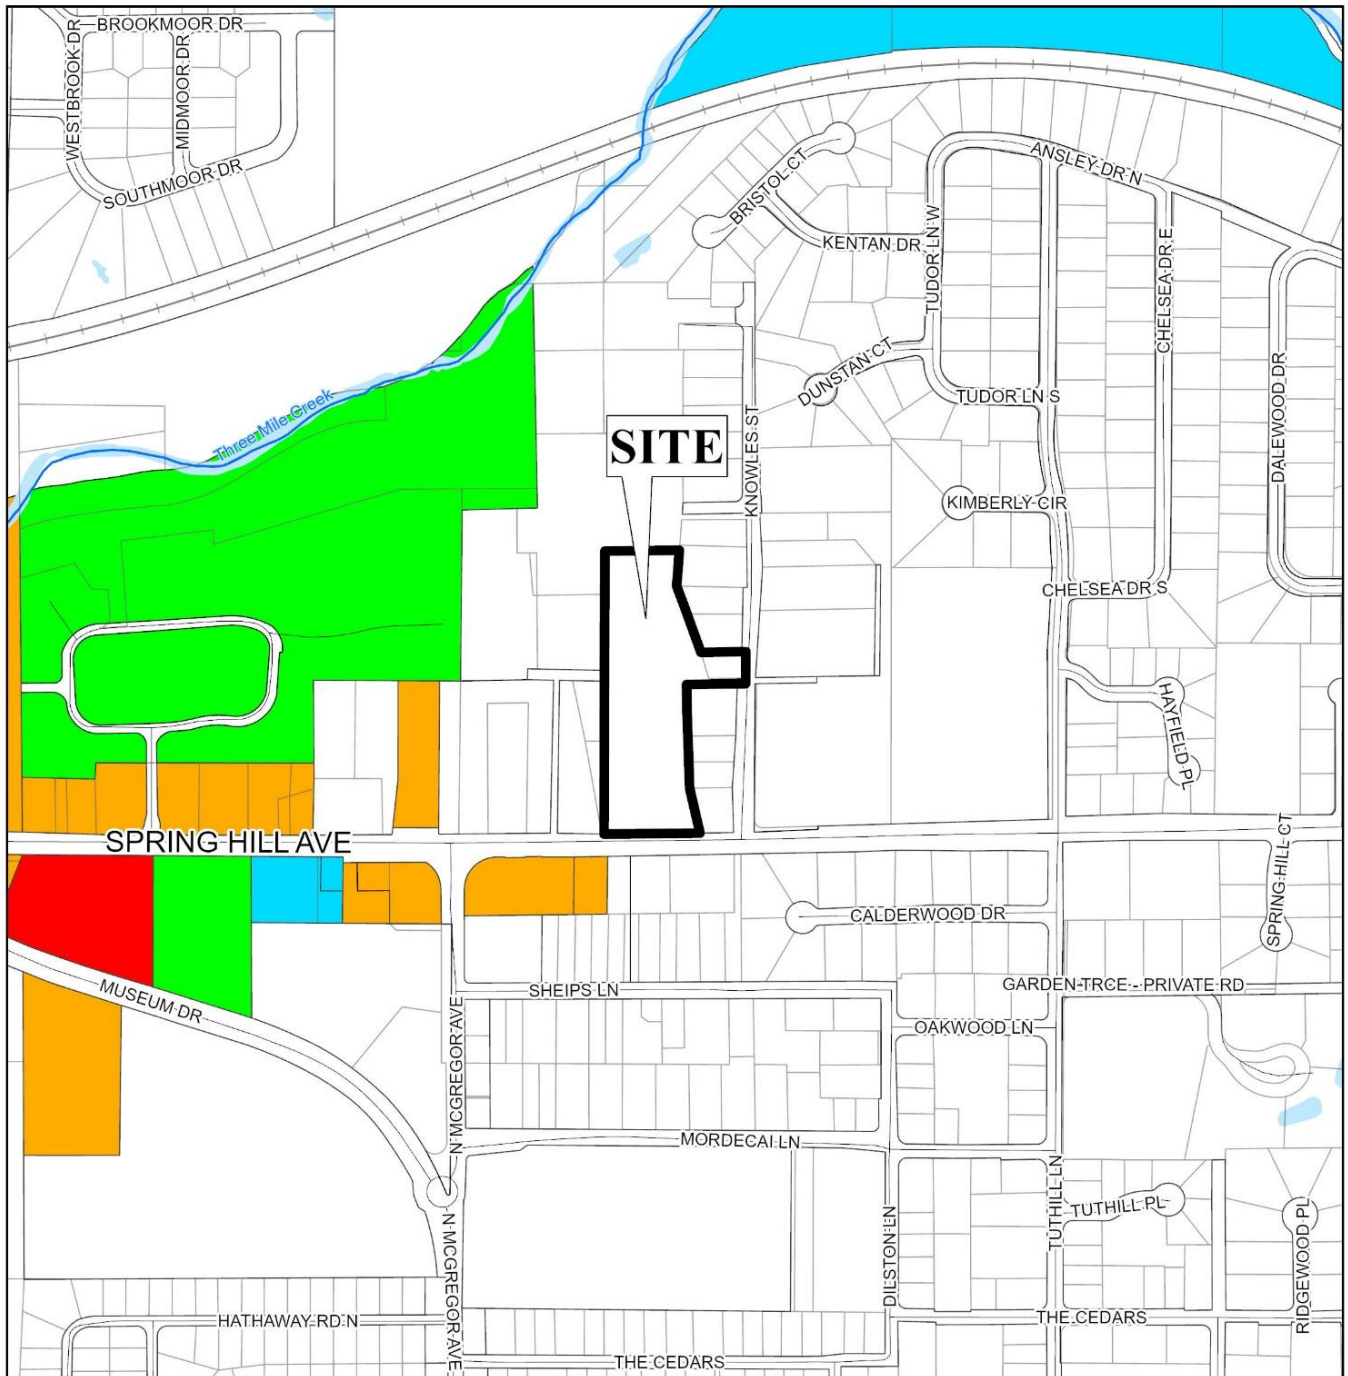 BROOKMOOR DR
WESTBROOK DR
MIDMOOR DR
SOUTHMOOR DR
BRISTOL CT
ANSLEY DR N
KENTAN DR
TUDOR LN W
CHELSEA DR E
DUNSTAN CT
TUDOR LN S
DALEWOOD DR
Three Mile Creek
SITE
KNOWLES ST
KIMBERLY CIR
CHELSEA DR S
HAYFIELD PL
SPRING HILL AVE
SPRING HILL CT
CALDERWOOD DR
MUSEUM DR
SHEIPS LN
GARDEN TRCE - PRIVATE RD
OAKWOOD LN
N MCGREGOR AVE
MORDECAI LN
TUTHILL LN
TUTHILL PL
N MCGREGOR AVE
DILSTON LN
RIDGEWOOD PL
HATHAWAY RD N
THE CEDARS
THE CEDARS